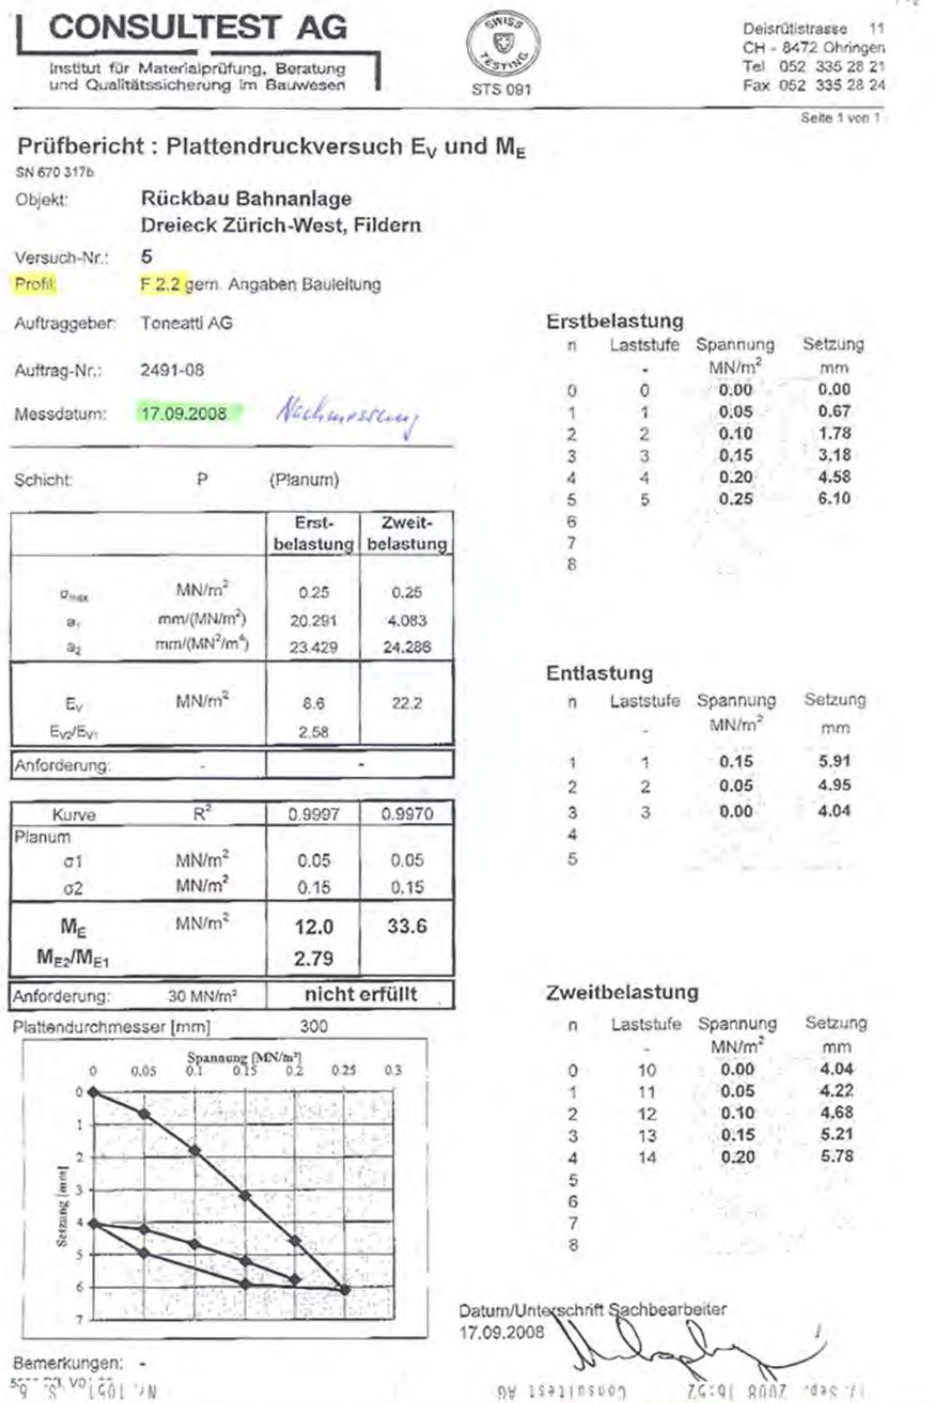 CONSULTEST AG
Institut für Materialprüfung, Beratung
und Qualitätssicherung im Bauwesen
SWISS
TESTING
STS 091
Deisrütistrasse 11
CH - 8472 Ohringen
Tel 052 335 28 21
Fax 052 335 28 24
Seite 1 von 1
Prüfbericht : Plattendruckversuch EV und ME
SN 670 317b
Objekt: Rückbau Bahnanlage
Dreieck Zürich-West, Fildern
Versuch-Nr.: 5
Profil: F 2.2 gem. Angaben Bauleitung
Auftraggeber: Toneatti AG
Auftrag-Nr.: 2491-08
Messdatum: 17.09.2008 Nachmessung
Schicht: P (Planum)
Erst- Zweit-
belastung belastung
σmax MN/m² 0.25 0.25
a1 mm/(MN/m²) 20.291 4.083
a2 mm/(MN²/m⁴) 23.429 24.286
EV MN/m² 8.6 22.2
EV2/EV1 2.58
Anforderung: - -
Kurve R² 0.9997 0.9970
Planum
σ1 MN/m² 0.05 0.05
σ2 MN/m² 0.15 0.15
ME MN/m² 12.0 33.6
ME2/ME1 2.79
Anforderung: 30 MN/m² nicht erfüllt
Plattendurchmesser [mm] 300
Spannung [MN/m²]
0 0.05 0.1 0.15 0.2 0.25 0.3
Setzung [mm]
0
1
2
3
4
5
6
7
Bemerkungen: -
Erstbelastung
n Laststufe Spannung Setzung
- MN/m² mm
0 0 0.00 0.00
1 1 0.05 0.67
2 2 0.10 1.78
3 3 0.15 3.18
4 4 0.20 4.58
5 5 0.25 6.10
6
7
8
Entlastung
n Laststufe Spannung Setzung
- MN/m² mm
1 1 0.15 5.91
2 2 0.05 4.95
3 3 0.00 4.04
4
5
Zweitbelastung
n Laststufe Spannung Setzung
- MN/m² mm
0 10 0.00 4.04
1 11 0.05 4.22
2 12 0.10 4.68
3 13 0.15 5.21
4 14 0.20 5.78
5
6
7
8
Datum/Unterschrift Sachbearbeiter
17.09.2008
17. Sep. 2008 16:52 Consultest AG Nr. 1051 S. 6